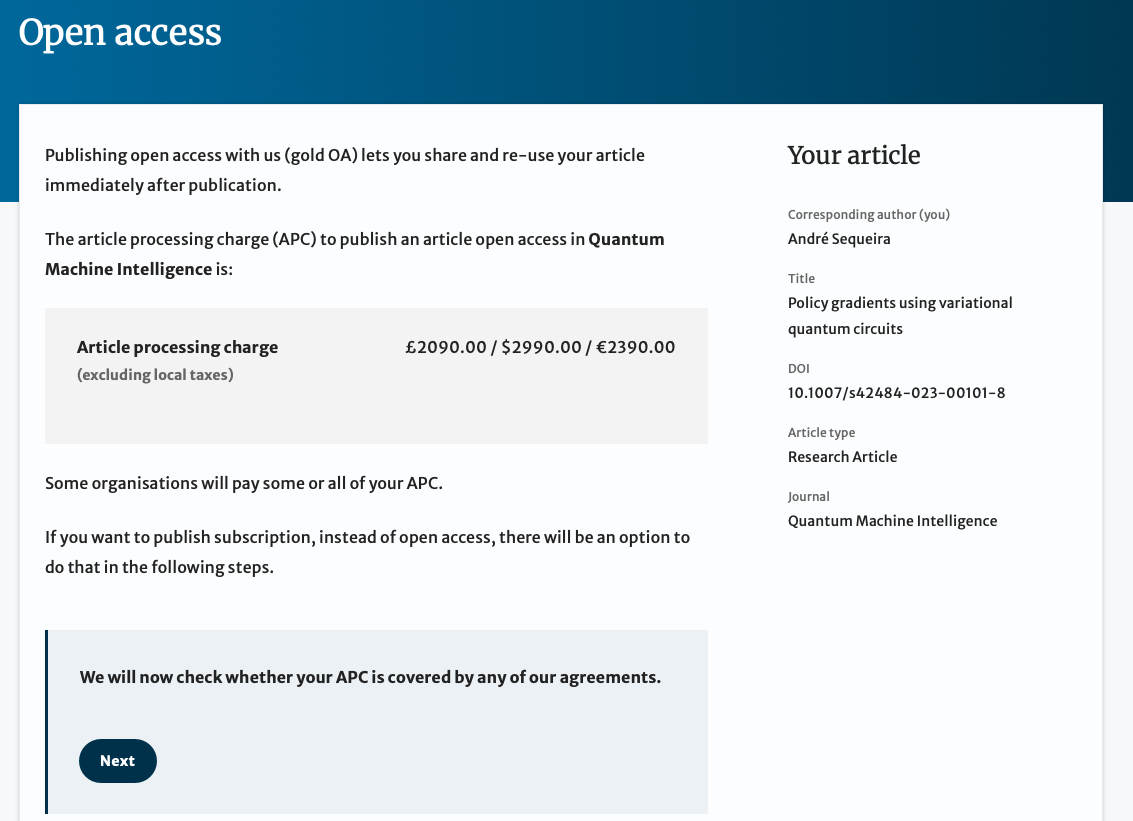 Open access
Publishing open access with us (gold OA) lets you share and re-use your article
immediately after publication.
The article processing charge (APC) to publish an article open access in Quantum
Machine Intelligence is:
Article processing charge £2090.00 / $2990.00 / €2390.00
(excluding local taxes)
Some organisations will pay some or all of your APC.
If you want to publish subscription, instead of open access, there will be an option to
do that in the following steps.
We will now check whether your APC is covered by any of our agreements.
Next
Your article
Corresponding author (you)
André Sequeira
Title
Policy gradients using variational
quantum circuits
DOI
10.1007/s42484-023-00101-8
Article type
Research Article
Journal
Quantum Machine Intelligence